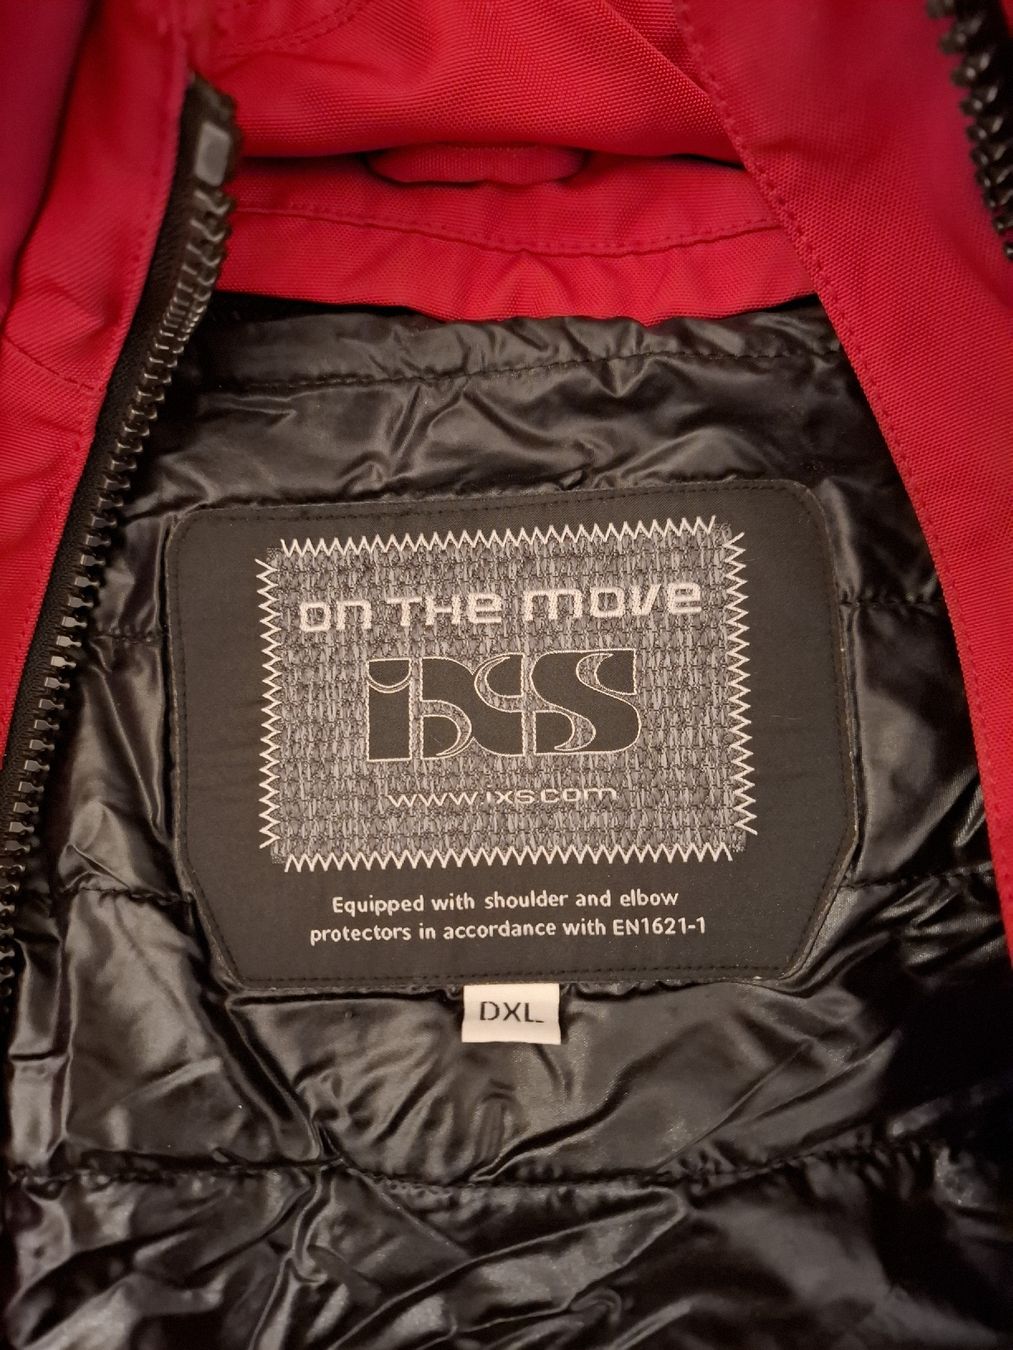 on THe move
iXS
www.ixs.com
Equipped with shoulder and elbow
protectors in accordance with EN1621-1
DXL